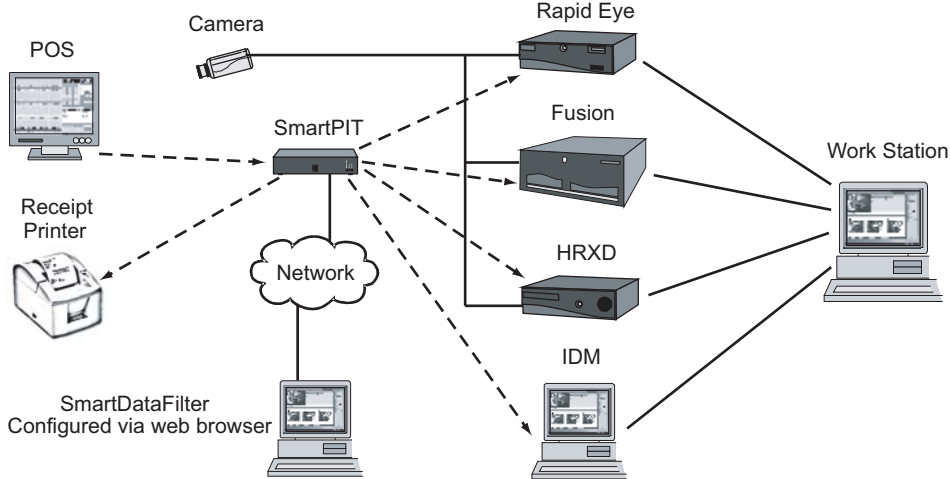 Rapid Eye
Camera
POS
Fusion
SmartPIT
Work Station
Receipt
Printer
Network
HRXD
IDM
SmartDataFilter
Configured via web browser